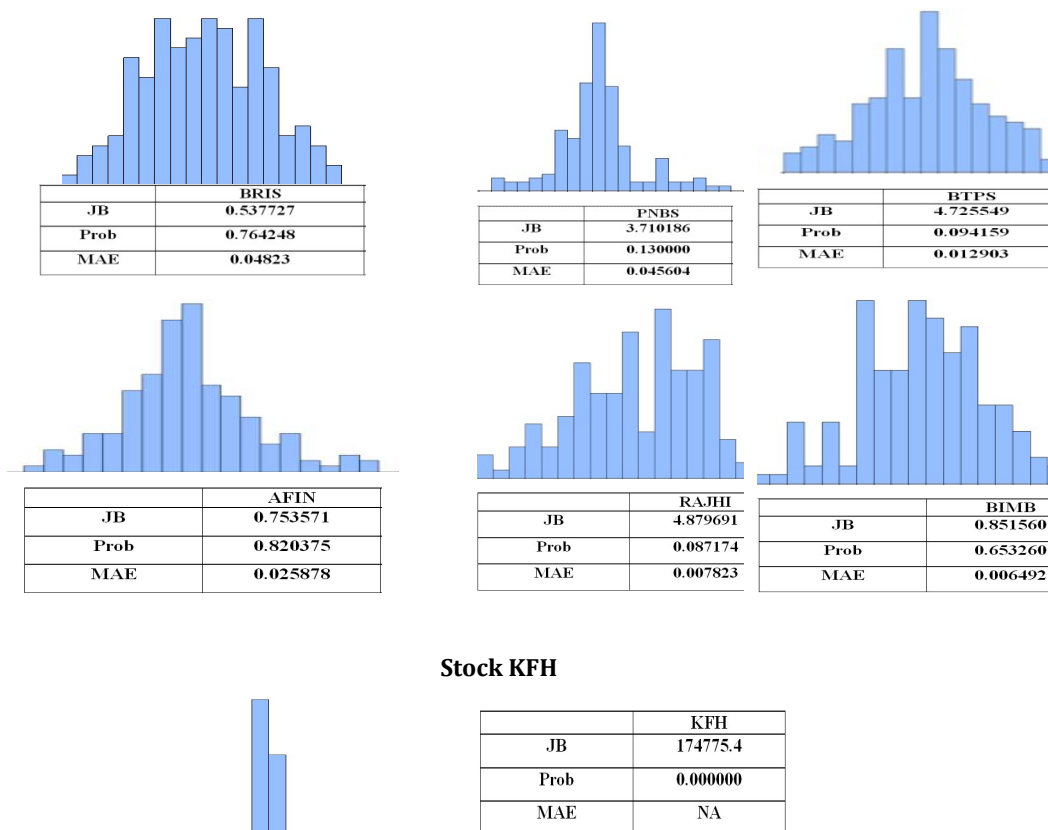 BRIS
JB 0.537727
Prob 0.764248
MAE 0.04823
PNBS
JB 3.710186
Prob 0.130000
MAE 0.045604
BTPS
JB 4.725549
Prob 0.094159
MAE 0.012903
AFIN
JB 0.753571
Prob 0.820375
MAE 0.025878
RAJHI
JB 4.879691
Prob 0.087174
MAE 0.007823
BIMB
JB 0.851560
Prob 0.653260
MAE 0.006492
Stock KFH
KFH
JB 174775.4
Prob 0.000000
MAE NA